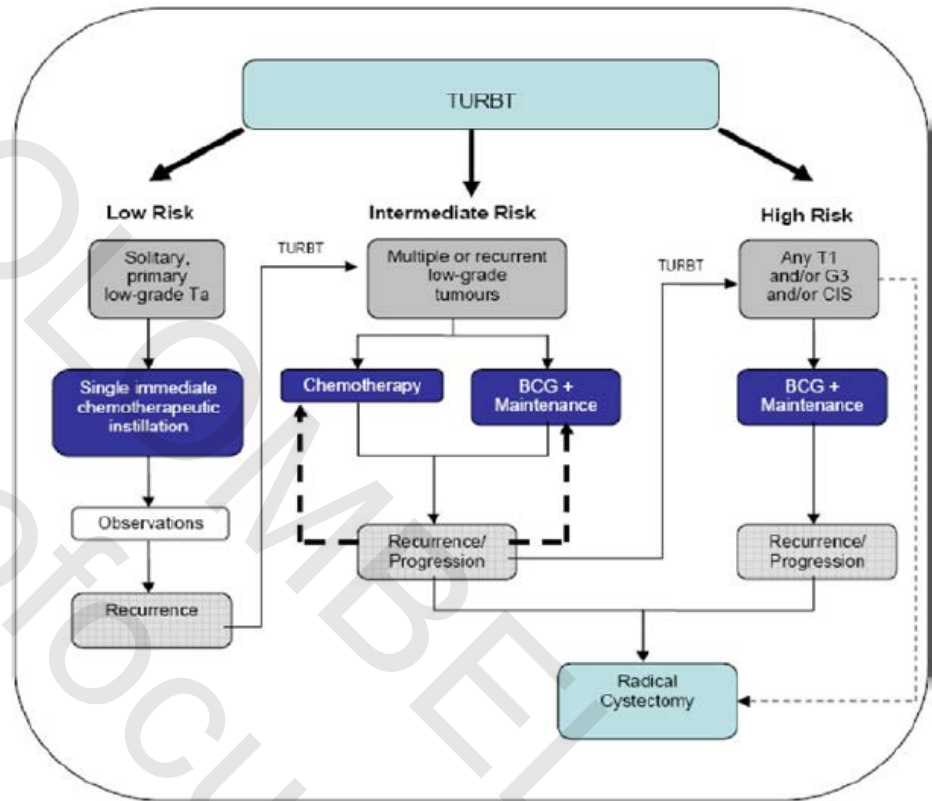 TURBT
Low Risk
Solitary,
primary
low-grade Ta
Single immediate
chemotherapeutic
instillation
Observations
Recurrence
TURBT
Intermediate Risk
Multiple or recurrent
low-grade
tumours
Chemotherapy
BCG +
Maintenance
Recurrence/
Progression
TURBT
High Risk
Any T1
and/or G3
and/or CIS
BCG +
Maintenance
Recurrence/
Progression
Radical
Cystectomy